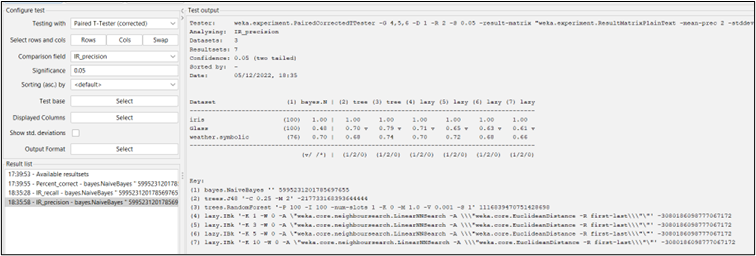 Configure test
Testing with Paired T-Tester (corrected)
Select rows and cols Rows Cols Swap
Comparison field IR_precision
Significance 0.05
Sorting (asc.) by <default>
Test base Select
Displayed Columns Select
Show std. deviations
Output Format Select
Result list
17:39:53 - Available resultsets
17:39:55 - Percent_correct - bayes.NaiveBayes '' 5995231201785
18:35:28 - IR_recall - bayes.NaiveBayes '' 5995231201785697655
18:35:58 - IR_precision - bayes.NaiveBayes '' 59952312017856
Test output
Tester: weka.experiment.PairedCorrectedTTester -G 4,5,6 -D 1 -R 2 -S 0.05 -result-matrix "weka.experiment.ResultMatrixPlainText -mean-prec 2 -stddev
Analysing: IR_precision
Datasets: 3
Resultsets: 7
Confidence: 0.05 (two tailed)
Sorted by: -
Date: 05/12/2022, 18:35
Dataset (1) bayes.N | (2) tree (3) tree (4) lazy (5) lazy (6) lazy (7) lazy
iris (100) 1.00 | 1.00 1.00 1.00 1.00 1.00 1.00
Glass (100) 0.48 | 0.70 v 0.79 v 0.71 v 0.65 v 0.63 v 0.61 v
weather.symbolic (76) 0.70 | 0.68 0.74 0.70 0.72 0.68 0.66
(v/ /*) | (1/2/0) (1/2/0) (1/2/0) (1/2/0) (1/2/0) (1/2/0)
Key:
(1) bayes.NaiveBayes '' 5995231201785697655
(2) trees.J48 '-C 0.25 -M 2' -217733168393644444
(3) trees.RandomForest '-P 100 -I 100 -num-slots 1 -K 0 -M 1.0 -V 0.001 -S 1' 1116839470751428698
(4) lazy.IBk '-K 1 -W 0 -A \"weka.core.neighboursearch.LinearNNSearch -A \\\"weka.core.EuclideanDistance -R first-last\\\"\"' -3080186098777067172
(5) lazy.IBk '-K 3 -W 0 -A \"weka.core.neighboursearch.LinearNNSearch -A \\\"weka.core.EuclideanDistance -R first-last\\\"\"' -3080186098777067172
(6) lazy.IBk '-K 5 -W 0 -A \"weka.core.neighboursearch.LinearNNSearch -A \\\"weka.core.EuclideanDistance -R first-last\\\"\"' -3080186098777067172
(7) lazy.IBk '-K 10 -W 0 -A \"weka.core.neighboursearch.LinearNNSearch -A \\\"weka.core.EuclideanDistance -R first-last\\\"\"' -3080186098777067172